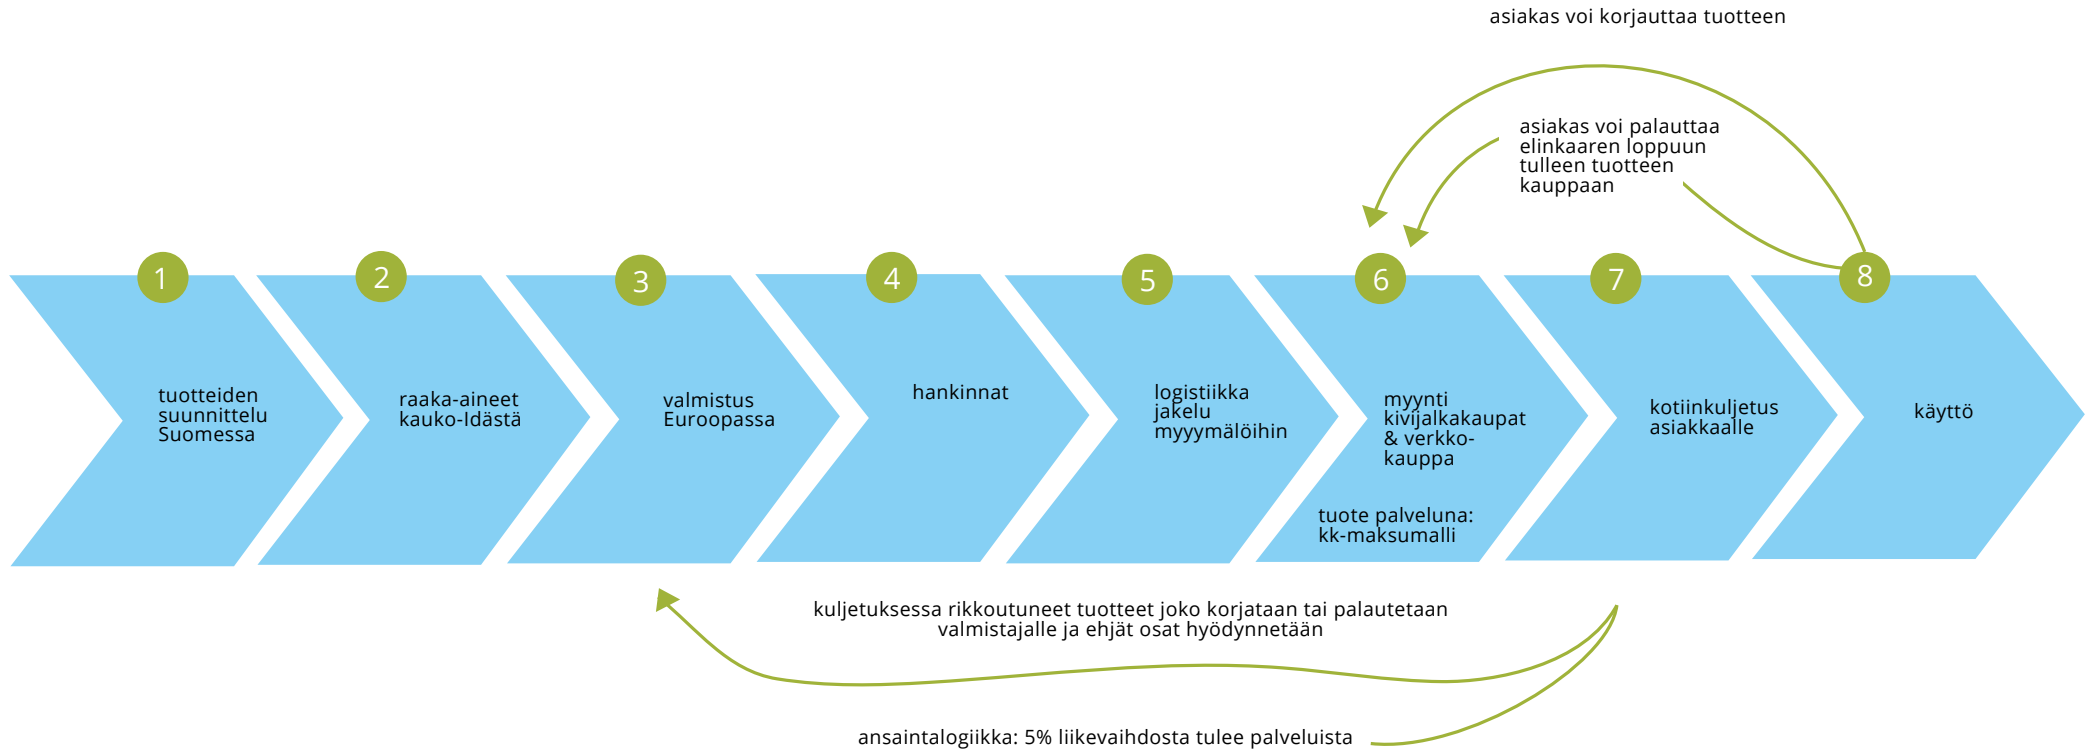 asiakas voi korjauttaa tuotteen
asiakas voi palauttaa
elinkaaren loppuun
tulleen tuotteen
kauppaan
1
tuotteiden
suunnittelu
Suomessa
2
raaka-aineet
kauko-Idästä
3
valmistus
Euroopassa
4
hankinnat
5
logistiikka
jakelu
myyymälöihin
6
myynti
kivijalkakaupat
& verkko-
kauppa
tuote palveluna:
kk-maksumalli
7
kotiinkuljetus
asiakkaalle
8
käyttö
kuljetuksessa rikkoutuneet tuotteet joko korjataan tai palautetaan
valmistajalle ja ehjät osat hyödynnetään
ansaintalogiikka: 5% liikevaihdosta tulee palveluista